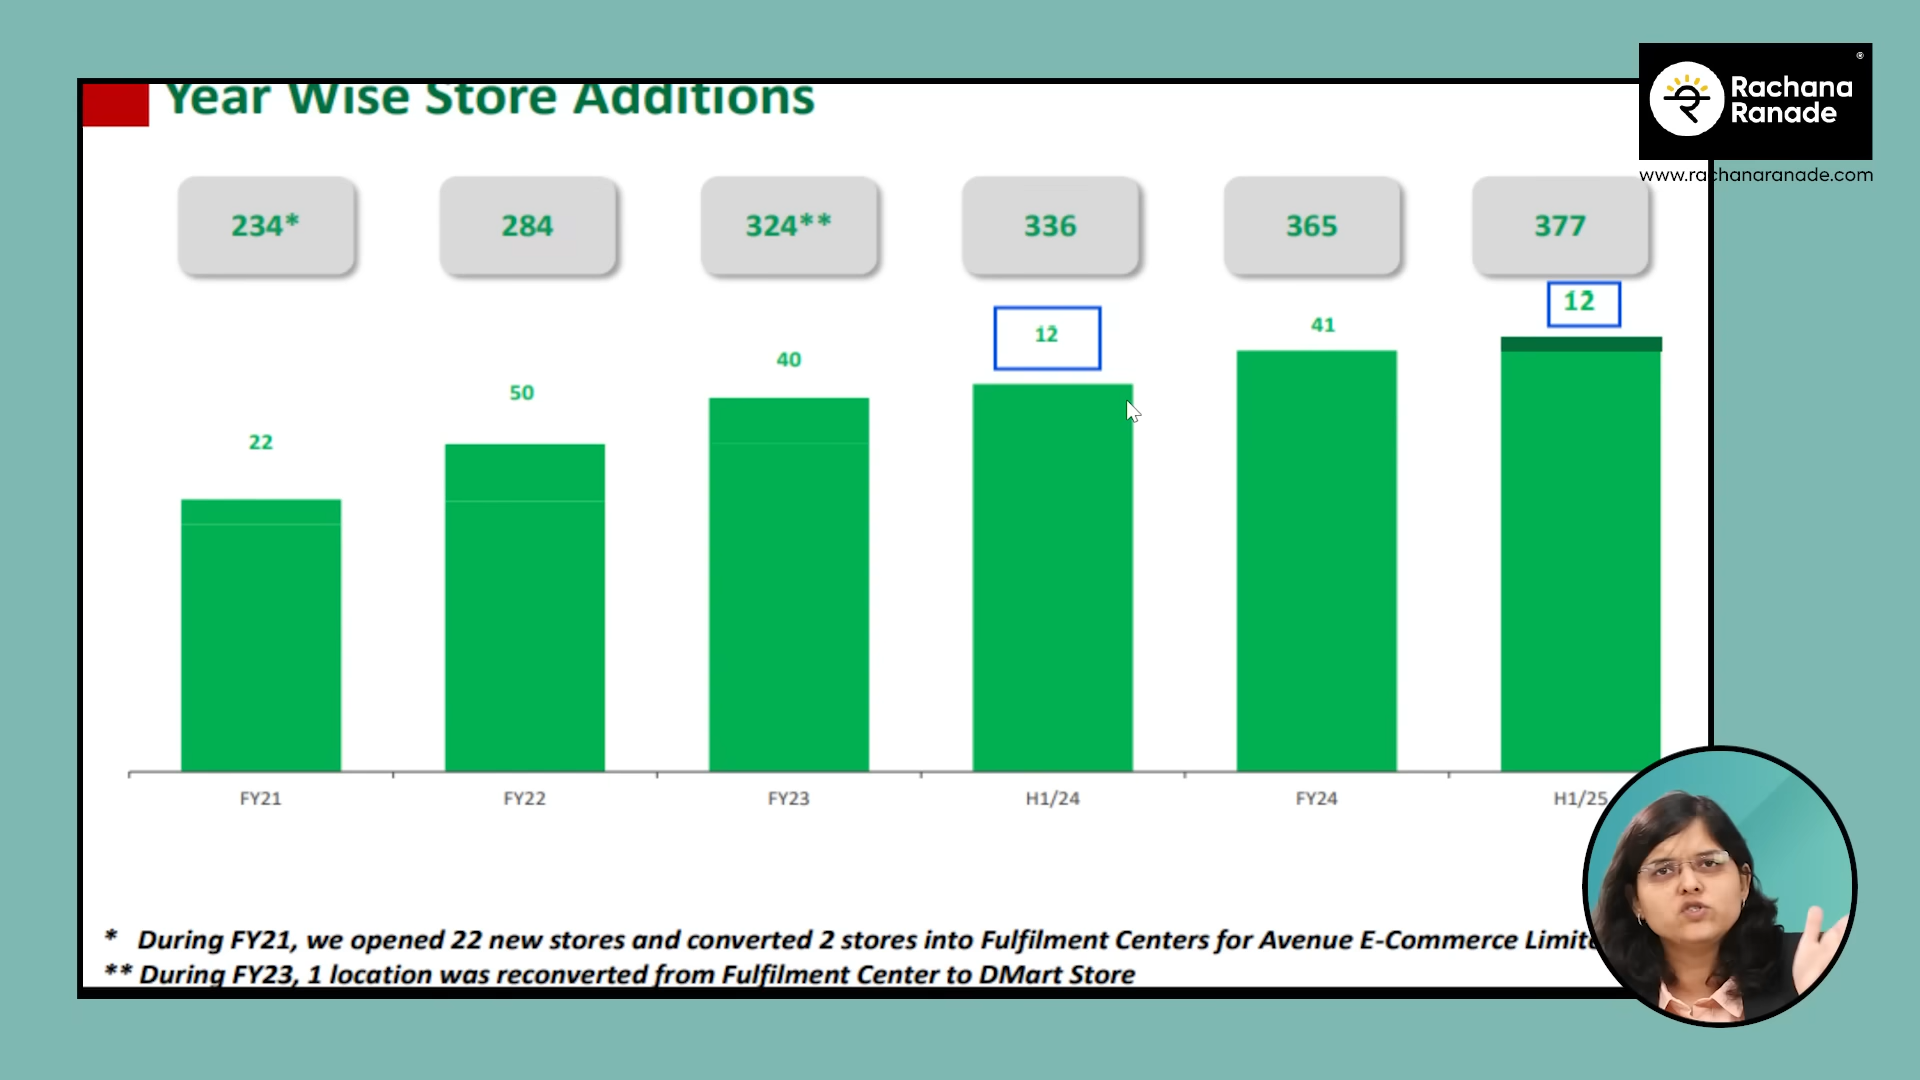 Year Wise Store Additions
®
Rachana
Ranade
www.rachanaranade.com
234* 284 324** 336 365 377
22 50 40 12 41 12
FY21 FY22 FY23 H1/24 FY24 H1/25
* During FY21, we opened 22 new stores and converted 2 stores into Fulfilment Centers for Avenue E-Commerce
** During FY23, 1 location was reconverted from Fulfilment Center to DMart Store